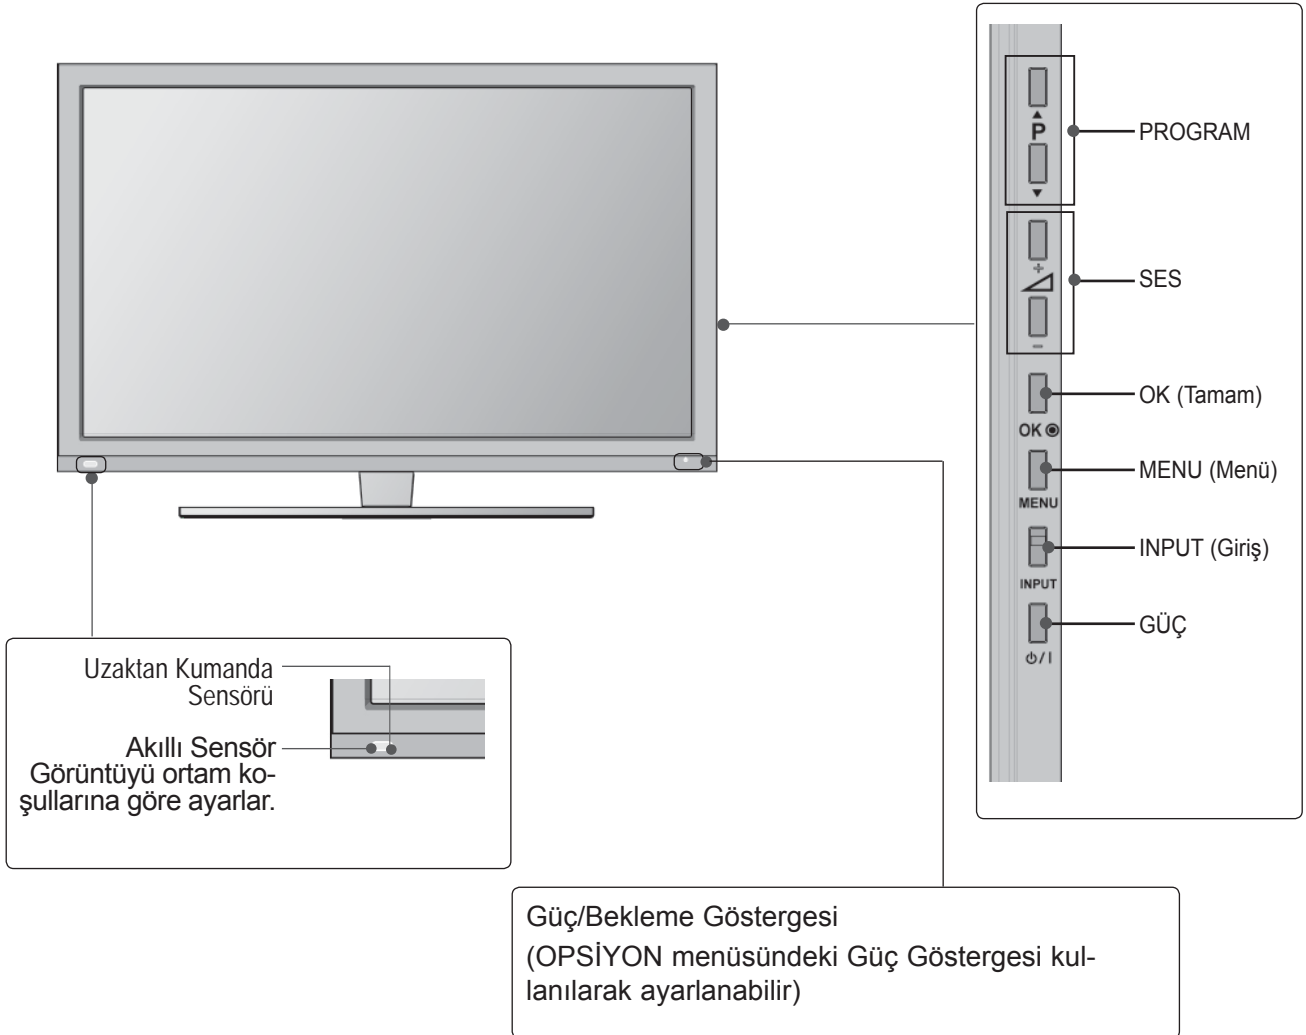 ▲
P
▼
PROGRAM
+
SES
-
OK (Tamam)
OK
MENU (Menü)
MENU
INPUT (Giriş)
INPUT
GÜÇ
⏻/I
Uzaktan Kumanda
Sensörü
Akıllı Sensör
Görüntüyü ortam ko-
şullarına göre ayarlar.
Güç/Bekleme Göstergesi
(OPSİYON menüsündeki Güç Göstergesi kul-
lanılarak ayarlanabilir)